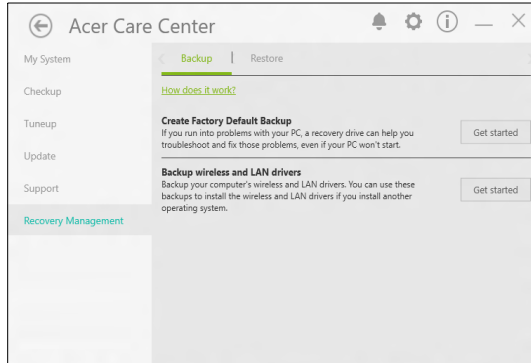 Acer Care Center
My System
Checkup
Tuneup
Update
Support
Recovery Management
Backup
Restore
How does it work?
Create Factory Default Backup
If you run into problems with your PC, a recovery drive can help you
troubleshoot and fix those problems, even if your PC won't start.
Get started
Backup wireless and LAN drivers
Backup your computer's wireless and LAN drivers. You can use these
backups to install the wireless and LAN drivers if you install another
operating system.
Get started